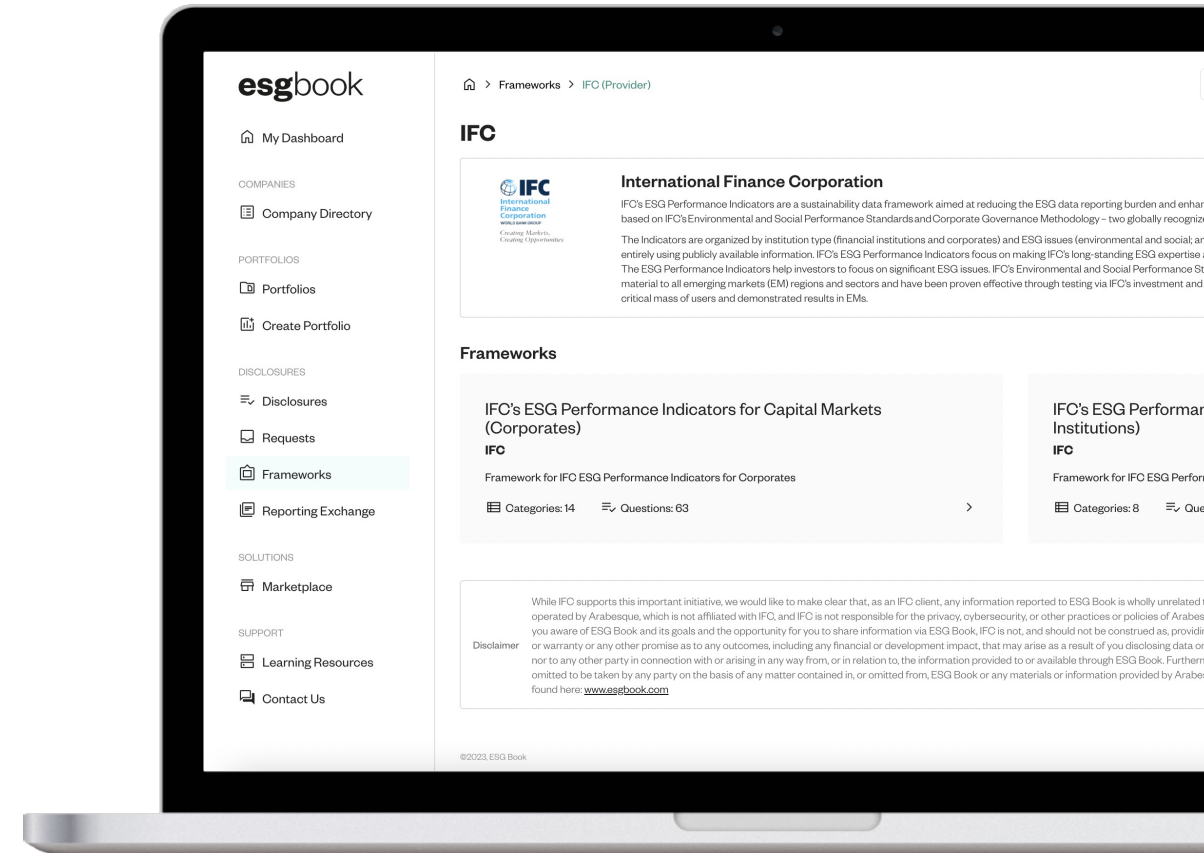 esgbook
My Dashboard
COMPANIES
Company Directory
PORTFOLIOS
Portfolios
Create Portfolio
DISCLOSURES
Disclosures
Requests
Frameworks
Reporting Exchange
SOLUTIONS
Marketplace
SUPPORT
Learning Resources
Contact Us
> Frameworks > IFC (Provider)
IFC
IFC
International
Finance
Corporation
WORLD BANK GROUP
Creating Markets,
Creating Opportunities
International Finance Corporation
IFC's ESG Performance Indicators are a sustainability data framework aimed at reducing the ESG data reporting burden and enhan
based on IFC's Environmental and Social Performance Standards and Corporate Governance Methodology – two globally recognize
The Indicators are organized by institution type (financial institutions and corporates) and ESG issues (environmental and social; an
entirely using publicly available information. IFC's ESG Performance Indicators focus on making IFC's long-standing ESG expertise a
The ESG Performance Indicators help investors to focus on significant ESG issues. IFC's Environmental and Social Performance St
material to all emerging markets (EM) regions and sectors and have been proven effective through testing via IFC's investment and
critical mass of users and demonstrated results in EMs.
Frameworks
IFC's ESG Performance Indicators for Capital Markets
(Corporates)
IFC
Framework for IFC ESG Performance Indicators for Corporates
Categories: 14 Questions: 63 >
IFC's ESG Performan
Institutions)
IFC
Framework for IFC ESG Perform
Categories: 8 Que
Disclaimer
While IFC supports this important initiative, we would like to make clear that, as an IFC client, any information reported to ESG Book is wholly unrelated t
operated by Arabesque, which is not affiliated with IFC, and IFC is not responsible for the privacy, cybersecurity, or other practices or policies of Arabes
you aware of ESG Book and its goals and the opportunity for you to share information via ESG Book, IFC is not, and should not be construed as, providi
or warranty or any other promise as to any outcomes, including any financial or development impact, that may arise as a result of you disclosing data or
nor to any other party in connection with or arising in any way from, or in relation to, the information provided to or available through ESG Book. Furtherm
omitted to be taken by any party on the basis of any matter contained in, or omitted from, ESG Book or any materials or information provided by Arabes
found here: www.esgbook.com
©2023, ESG Book